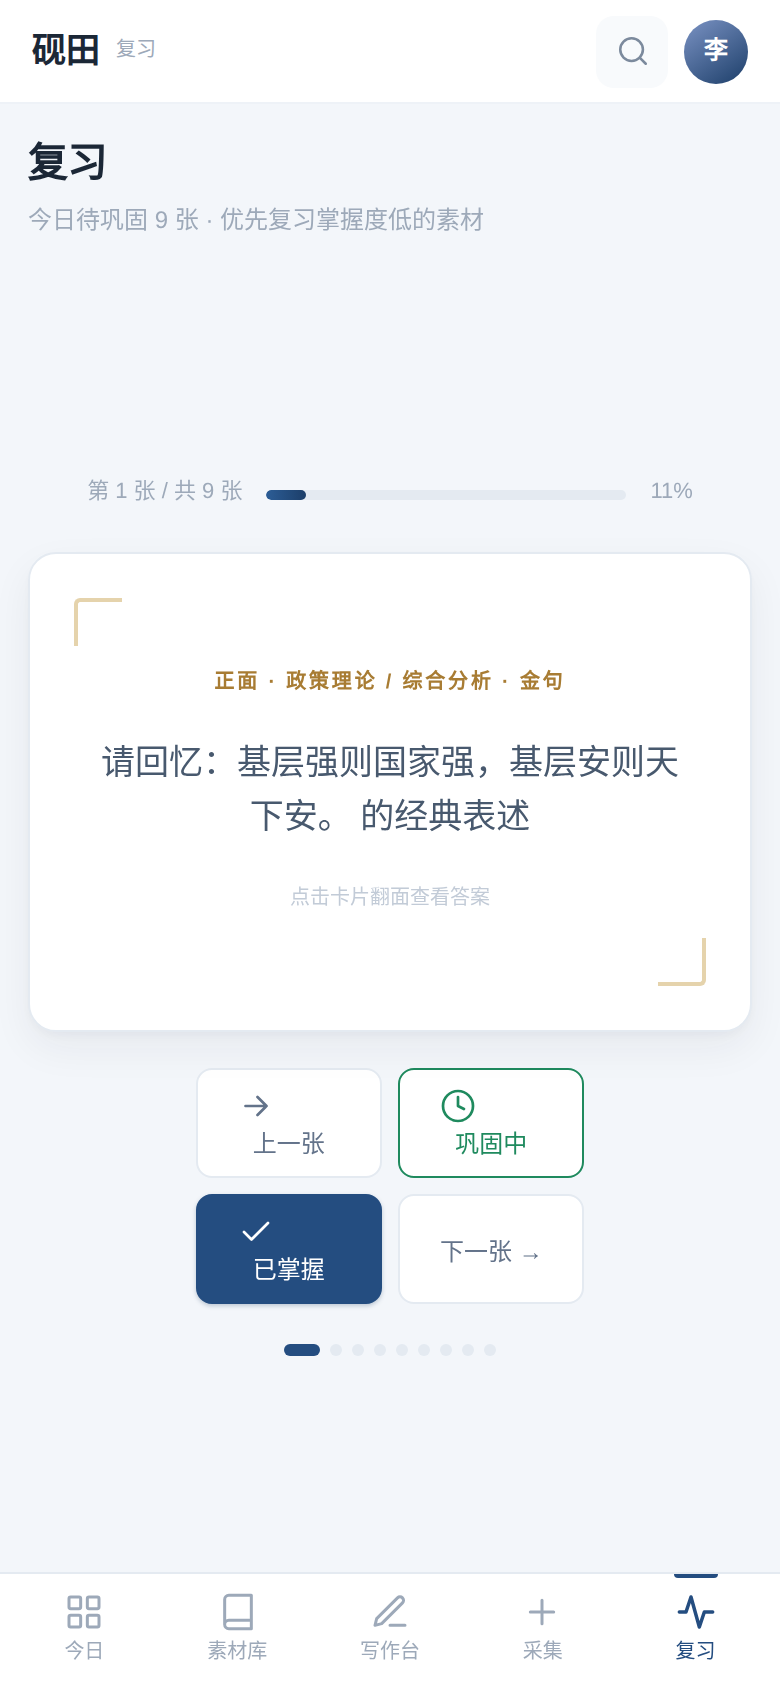 砚田 复习 李
复习
今日待巩固 9 张 · 优先复习掌握度低的素材
第 1 张 / 共 9 张 11%
正面 · 政策理论 / 综合分析 · 金句
请回忆：基层强则国家强，基层安则天
下安。 的经典表述
点击卡片翻面查看答案
上一张 巩固中
已掌握 下一张 →
今日 素材库 写作台 采集 复习